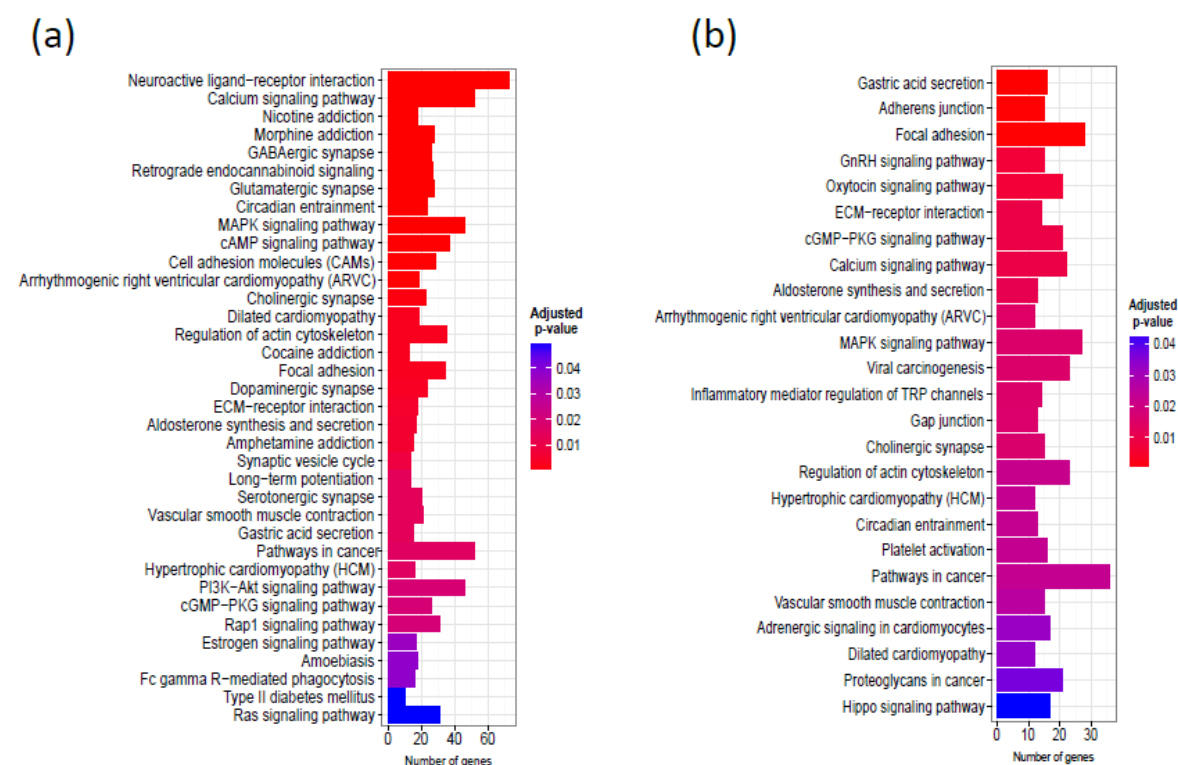 (a)
Neuroactive ligand−receptor interaction
Calcium signaling pathway
Nicotine addiction
Morphine addiction
GABAergic synapse
Retrograde endocannabinoid signaling
Glutamatergic synapse
Circadian entrainment
MAPK signaling pathway
cAMP signaling pathway
Cell adhesion molecules (CAMs)
Arrhythmogenic right ventricular cardiomyopathy (ARVC)
Cholinergic synapse
Dilated cardiomyopathy
Regulation of actin cytoskeleton
Cocaine addiction
Focal adhesion
Dopaminergic synapse
ECM−receptor interaction
Aldosterone synthesis and secretion
Amphetamine addiction
Synaptic vesicle cycle
Long−term potentiation
Serotonergic synapse
Vascular smooth muscle contraction
Gastric acid secretion
Pathways in cancer
Hypertrophic cardiomyopathy (HCM)
PI3K−Akt signaling pathway
cGMP−PKG signaling pathway
Rap1 signaling pathway
Estrogen signaling pathway
Amoebiasis
Fc gamma R−mediated phagocytosis
Type II diabetes mellitus
Ras signaling pathway
0 20 40 60
Number of genes
Adjusted
p-value
0.04
0.02
0.01
(b)
Gastric acid secretion
Adherens junction
Focal adhesion
GnRH signaling pathway
Oxytocin signaling pathway
ECM−receptor interaction
cGMP−PKG signaling pathway
Calcium signaling pathway
Aldosterone synthesis and secretion
Arrhythmogenic right ventricular cardiomyopathy (ARVC)
MAPK signaling pathway
Viral carcinogenesis
Inflammatory mediator regulation of TRP channels
Gap junction
Cholinergic synapse
Regulation of actin cytoskeleton
Hypertrophic cardiomyopathy (HCM)
Circadian entrainment
Platelet activation
Pathways in cancer
Vascular smooth muscle contraction
Adrenergic signaling in cardiomyocytes
Dilated cardiomyopathy
Proteoglycans in cancer
Hippo signaling pathway
0 10 20 30
Number of genes
Adjusted
p-value
0.04
0.03
0.02
0.01